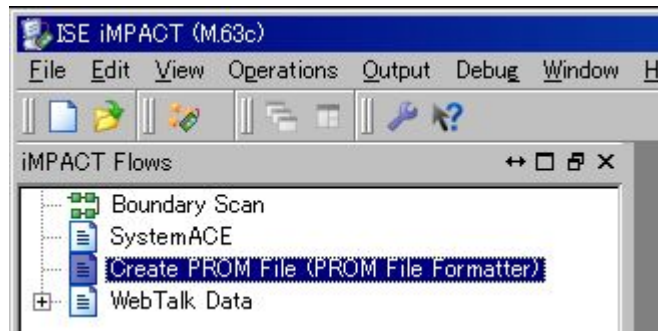 ISE iMPACT (M.63c)
File Edit View Operations Output Debug Window H
iMPACT Flows
Boundary Scan
SystemACE
Create PROM File (PROM File Formatter)
WebTalk Data